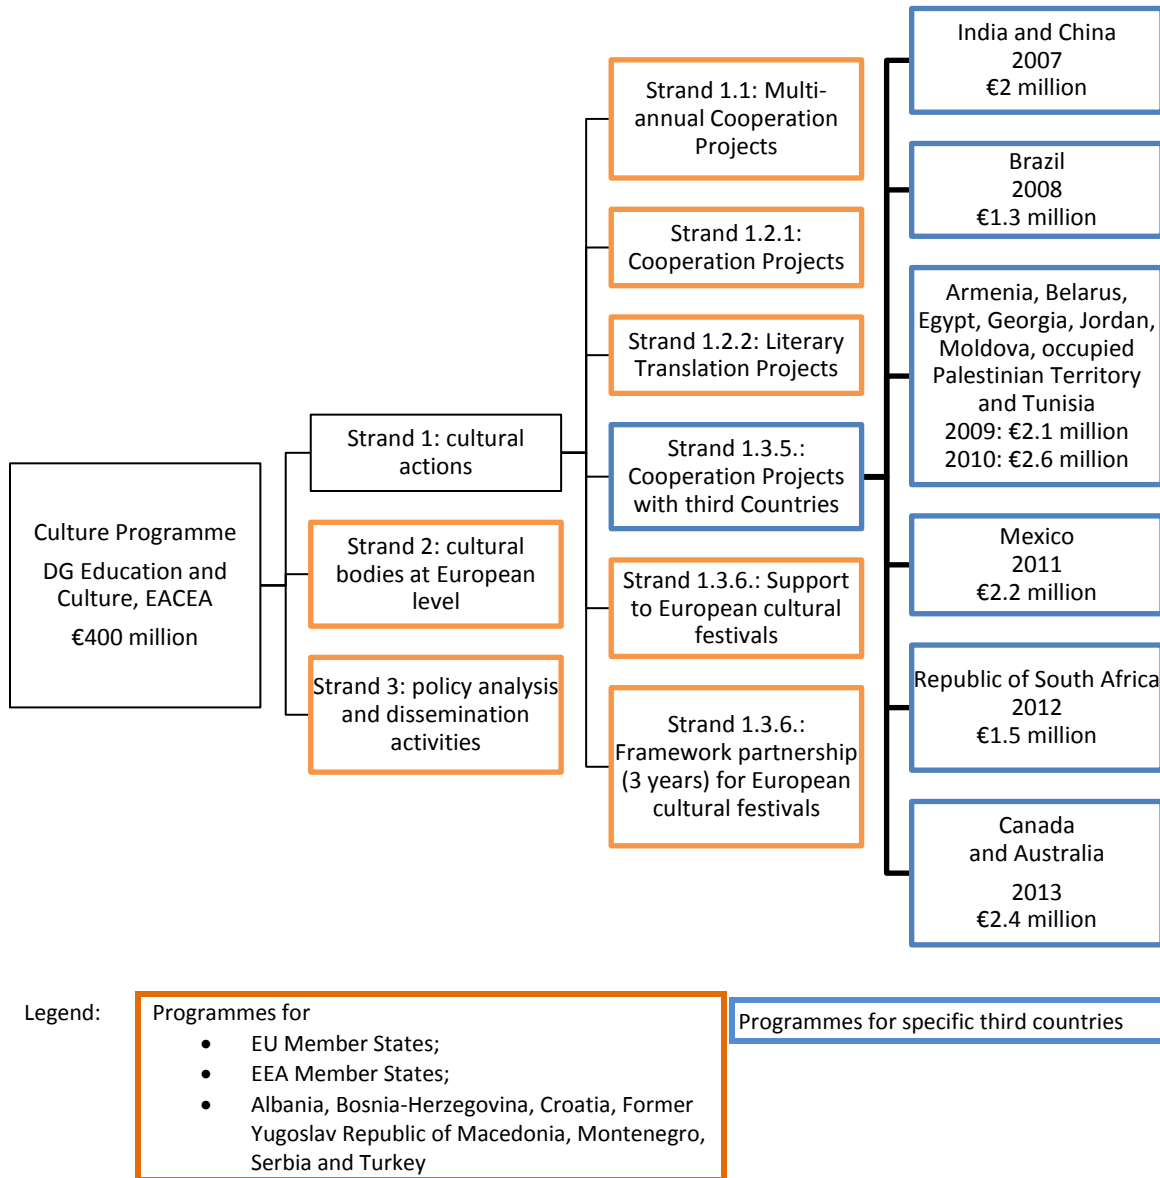 Culture Programme
DG Education and
Culture, EACEA
€400 million
Strand 1: cultural
actions
Strand 2: cultural
bodies at European
level
Strand 3: policy analysis
and dissemination
activities
Strand 1.1: Multi-
annual Cooperation
Projects
Strand 1.2.1:
Cooperation Projects
Strand 1.2.2: Literary
Translation Projects
Strand 1.3.5.:
Cooperation Projects
with third Countries
Strand 1.3.6.: Support
to European cultural
festivals
Strand 1.3.6.:
Framework partnership
(3 years) for European
cultural festivals
India and China
2007
€2 million
Brazil
2008
€1.3 million
Armenia, Belarus,
Egypt, Georgia, Jordan,
Moldova, occupied
Palestinian Territory
and Tunisia
2009: €2.1 million
2010: €2.6 million
Mexico
2011
€2.2 million
Republic of South Africa
2012
€1.5 million
Canada
and Australia
2013
€2.4 million
Legend:
Programmes for
• EU Member States;
• EEA Member States;
• Albania, Bosnia-Herzegovina, Croatia, Former
Yugoslav Republic of Macedonia, Montenegro,
Serbia and Turkey
Programmes for specific third countries